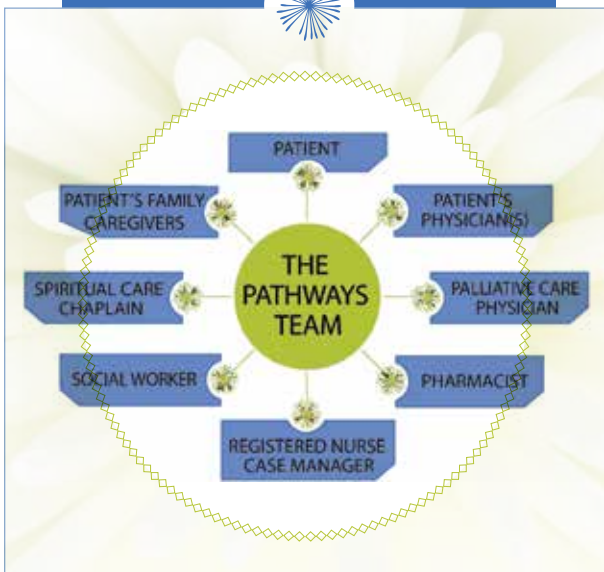 PATIENT
PATIENT'S FAMILY
CAREGIVERS
PATIENT'S
PHYSICIAN(S)
THE
PATHWAYS
TEAM
SPIRITUAL CARE
CHAPLAIN
PALLIATIVE CARE
PHYSICIAN
SOCIAL WORKER
PHARMACIST
REGISTERED NURSE
CASE MANAGER